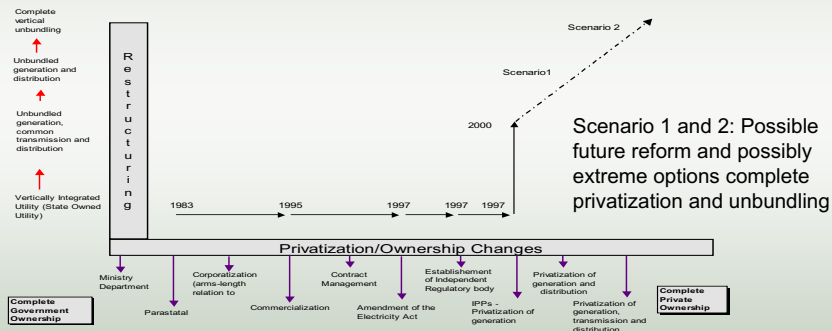 Complete
vertical
unbundling
Unbundled
generation and
distribution
Unbundled
generation,
common
transmission and
distribution
Vertically Integrated
Utility (State Owned
Utility)
Restructuring
1983
1995
1997
1997
1997
2000
Scenario1
Scenario 2
Scenario 1 and 2: Possible
future reform and possibly
extreme options complete
privatization and unbundling
Privatization/Ownership Changes
Ministry
Department
Parastatal
Corporatization
(arms-length
relation to
Commercialization
Contract
Management
Amendment of the
Electricity Act
Establishement
of Independent
Regulatory body
IPPs -
Privatization of
generation
Privatization of
generation and
distribution
Privatization of
generation,
transmission and
distribution
Complete
Government
Ownership
Complete
Private
Ownership